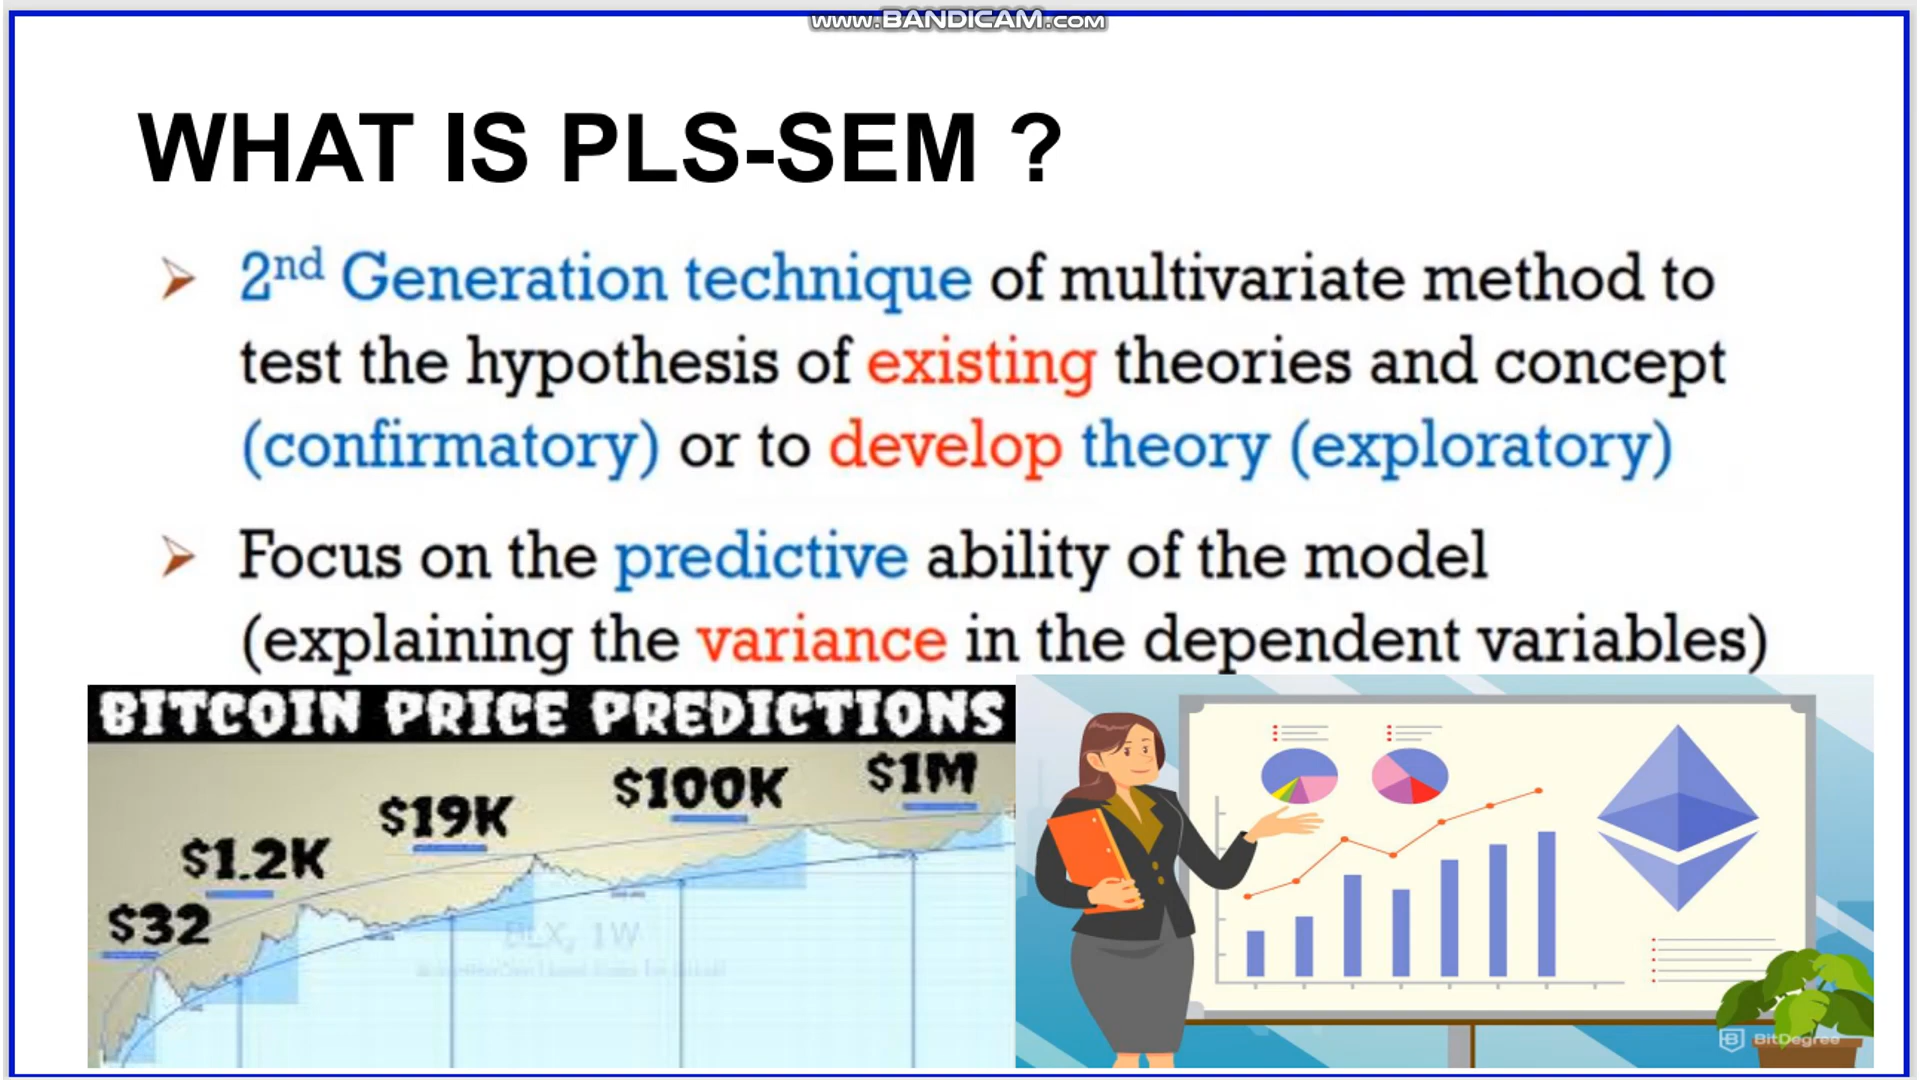 www.BANDICAM.com
WHAT IS PLS-SEM ?
2nd Generation technique of multivariate method to
test the hypothesis of existing theories and concept
(confirmatory) or to develop theory (exploratory)
Focus on the predictive ability of the model
(explaining the variance in the dependent variables)
BITCOIN PRICE PREDICTIONS
$32
$1.2K
$19K
$100K
$1M
BLX, 1W
BitDegree